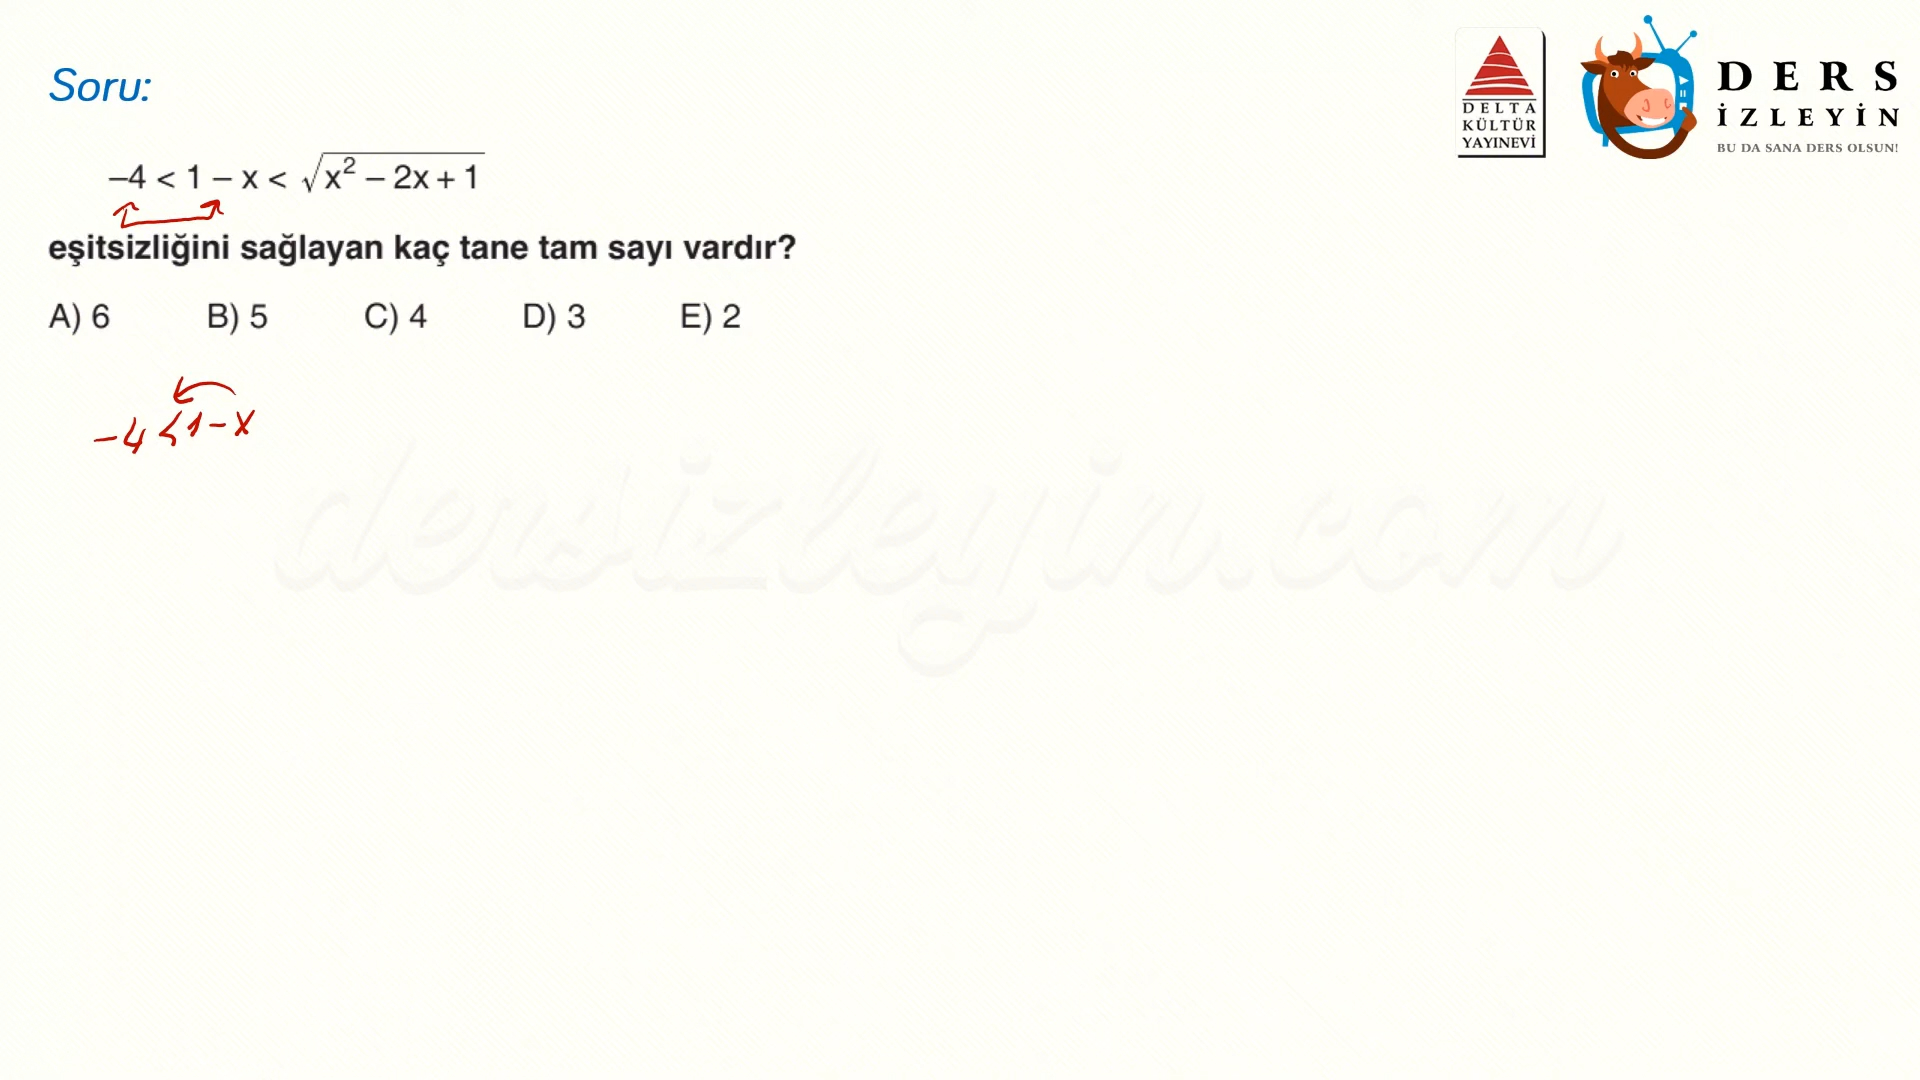 Soru:
DELTA
KÜLTÜR
YAYINEVİ
DERS
İZLEYİN
BU DA SANA DERS OLSUN!
−4 < 1 − x < √(x² − 2x + 1)
eşitsizliğini sağlayan kaç tane tam sayı vardır?
A) 6 B) 5 C) 4 D) 3 E) 2
−4 < 1 − x
dersizleyin.com